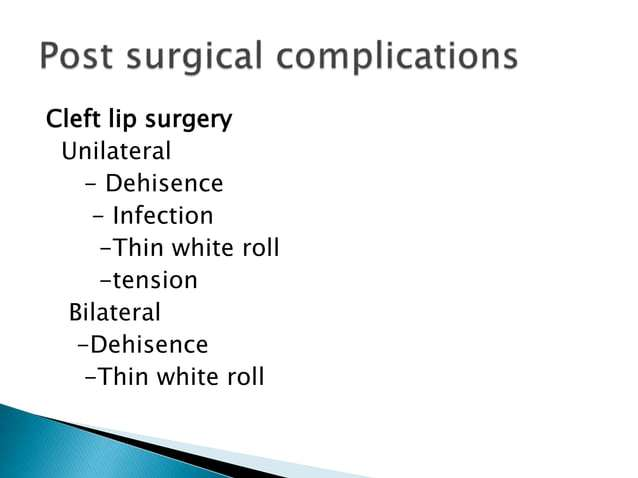 Post surgical complications
Cleft lip surgery
Unilateral
- Dehisence
- Infection
-Thin white roll
-tension
Bilateral
-Dehisence
-Thin white roll